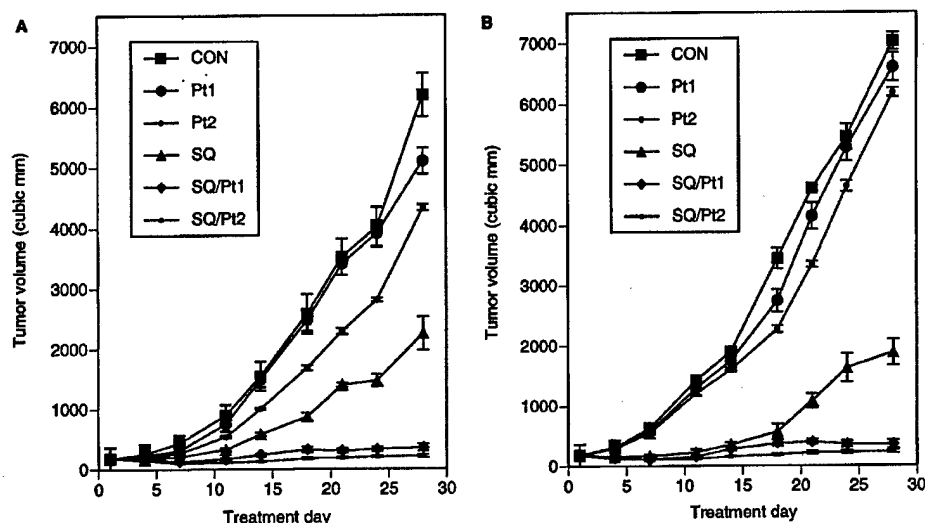 A
7000
6000
5000
4000
3000
2000
1000
0
Tumor volume (cubic mm)
CON
Pt1
Pt2
SQ
SQ/Pt1
SQ/Pt2
0 5 10 15 20 25 30
Treatment day
B
7000
6000
5000
4000
3000
2000
1000
0
Tumor volume (cubic mm)
CON
Pt1
Pt2
SQ
SQ/Pt1
SQ/Pt2
0 5 10 15 20 25 30
Treatment day